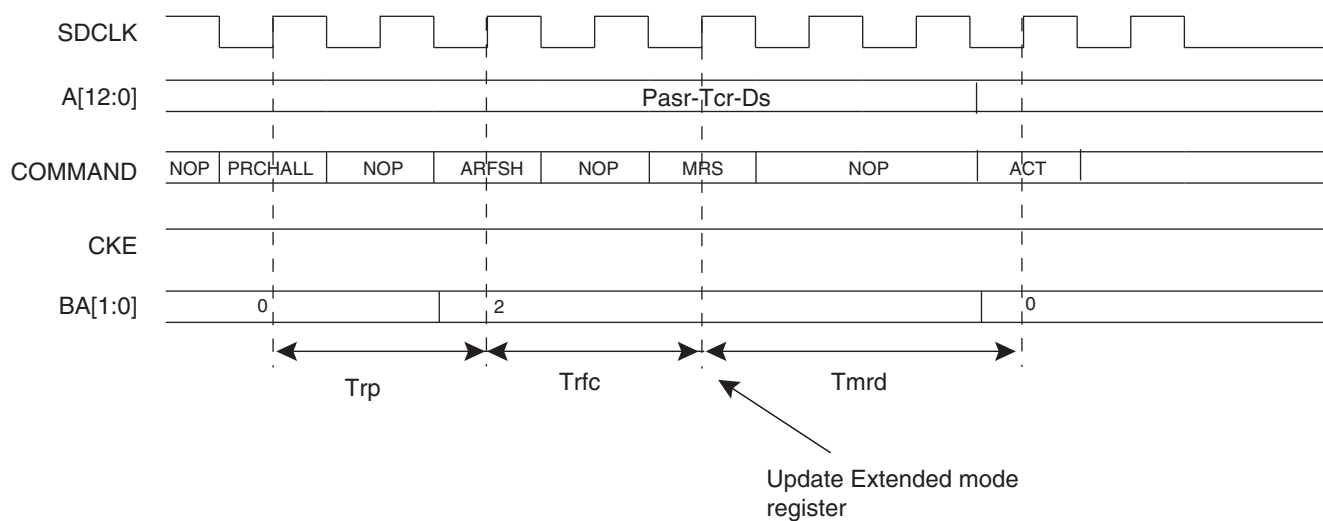 SDCLK
A[12:0] Pasr-Tcr-Ds
COMMAND NOP PRCHALL NOP ARFSH NOP MRS NOP ACT
CKE
BA[1:0] 0 2 0
Trp Trfc Tmrd
Update Extended mode
register